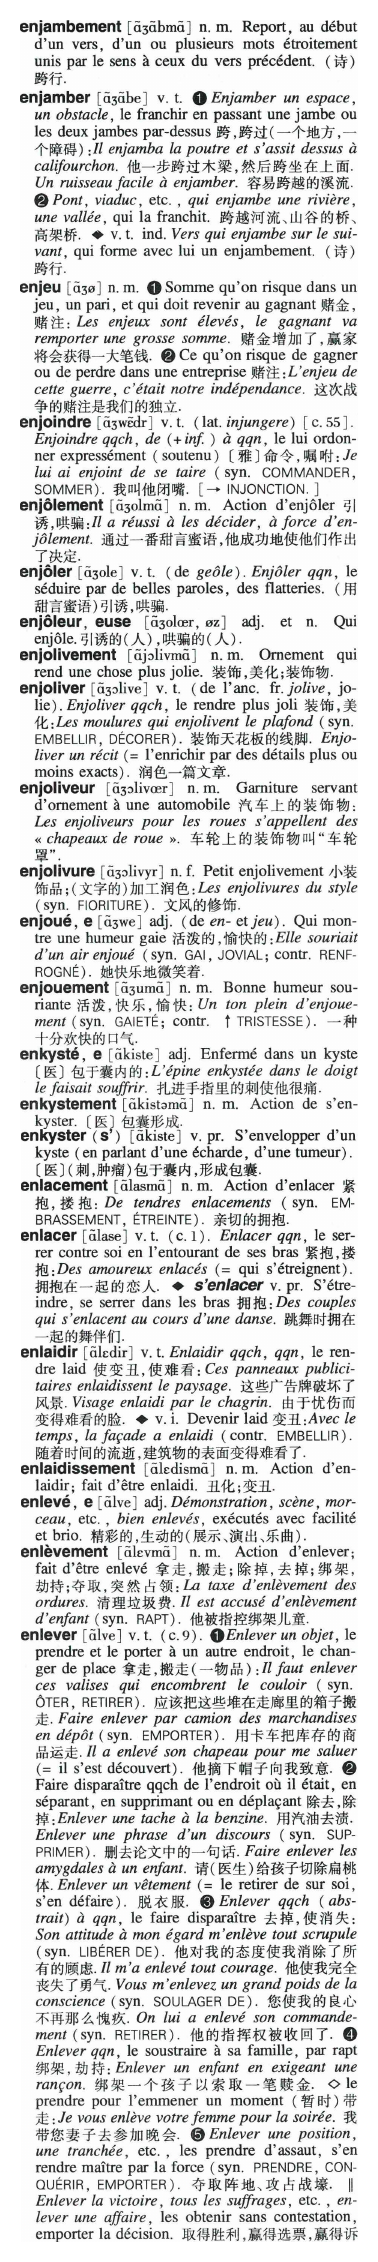 enjambement [ɑ̃ʒɑ̃bmɑ̃] n. m. Report, au début
d'un vers, d'un ou plusieurs mots étroitement
unis par le sens à ceux du vers précédent. (诗)
跨行.
enjamber [ɑ̃ʒɑ̃be] v. t. ❶ Enjamber un espace,
un obstacle, le franchir en passant une jambe ou
les deux jambes par-dessus 跨,跨过(一个地方,一
个障碍):Il enjamba la poutre et s'assit dessus à
califourchon. 他一步跨过木梁,然后跨坐在上面.
Un ruisseau facile à enjamber. 容易跨越的溪流.
❷ Pont, viaduc, etc., qui enjambe une rivière,
une vallée, qui la franchit. 跨越河流、山谷的桥、
高架桥. ◆ v. t. ind. Vers qui enjambe sur le sui-
vant, qui forme avec lui un enjambement. (诗)
跨行.
enjeu [ɑ̃ʒø] n. m. ❶ Somme qu'on risque dans un
jeu, un pari, et qui doit revenir au gagnant 赌金,
赌注: Les enjeux sont élevés, le gagnant va
remporter une grosse somme. 赌金增加了,赢家
将会获得一大笔钱. ❷ Ce qu'on risque de gagner
ou de perdre dans une entreprise 赌注:L'enjeu de
cette guerre, c'était notre indépendance. 这次战
争的赌注是我们的独立.
enjoindre [ɑ̃ʒwɛ̃dr] v. t. (lat. injungere) [c. 55].
Enjoindre qqch, de (+ inf.) à qqn, le lui ordon-
ner expressément (soutenu) 〔雅〕命令,嘱咐:Je
lui ai enjoint de se taire (syn. COMMANDER,
SOMMER). 我叫他闭嘴. [→ INJONCTION. ]
enjôlement [ɑ̃ʒolmɑ̃] n. m. Action d'enjôler 引
诱,哄骗:Il a réussi à les décider, à force d'en-
jôlement. 通过一番甜言蜜语,他成功地使他们作出
了决定.
enjôler [ɑ̃ʒole] v. t. (de geôle). Enjôler qqn, le
séduire par de belles paroles, des flatteries. (用
甜言蜜语)引诱,哄骗.
enjôleur, euse [ɑ̃ʒolœr, øz] adj. et n. Qui
enjôle. 引诱的(人),哄骗的(人).
enjolivement [ɑ̃jɔlivmɑ̃] n. m. Ornement qui
rend une chose plus jolie. 装饰,美化;装饰物.
enjoliver [ɑ̃ʒɔlive] v. t. (de l'anc. fr. jolive, jo-
lie). Enjoliver qqch, le rendre plus joli 装饰,美
化:Les moulures qui enjolivent le plafond (syn.
EMBELLIR, DÉCORER). 装饰天花板的线脚. Enjo-
liver un récit (= l'enrichir par des détails plus ou
moins exacts). 润色一篇文章.
enjoliveur [ɑ̃ʒɔlivœr] n. m. Garniture servant
d'ornement à une automobile 汽车上的装饰物:
Les enjoliveurs pour les roues s'appellent des
« chapeaux de roue ». 车轮上的装饰物叫“车轮
罩”.
enjolivure [ɑ̃ʒɔlivyr] n. f. Petit enjolivement 小装
饰品;(文字的)加工润色:Les enjolivures du style
(syn. FIORITURE). 文风的修饰.
enjoué, e [ɑ̃ʒwe] adj. (de en- et jeu). Qui mon-
tre une humeur gaie 活泼的,愉快的:Elle souriait
d'un air enjoué (syn. GAI, JOVIAL; contr. RENF-
ROGNÉ). 她快乐地微笑着.
enjouement [ɑ̃ʒumɑ̃] n. m. Bonne humeur sou-
riante 活泼,快乐,愉快: Un ton plein d'enjoue-
ment (syn. GAIETÉ; contr. ↑ TRISTESSE). 一种
十分欢快的口气.
enkysté, e [ɑ̃kiste] adj. Enfermé dans un kyste
〔医〕包于囊内的:L'épine enkystée dans le doigt
le faisait souffrir. 扎进手指里的刺使他很痛.
enkystement [ɑ̃kistəmɑ̃] n. m. Action de s'en-
kyster. 〔医〕包囊形成.
enkyster (s') [ɑ̃kiste] v. pr. S'envelopper d'un
kyste (en parlant d'une écharde, d'une tumeur).
〔医〕(刺,肿瘤)包于囊内,形成包囊.
enlacement [ɑ̃lasmɑ̃] n. m. Action d'enlacer 紧
抱,搂抱: De tendres enlacements (syn. EM-
BRASSEMENT, ÉTREINTE). 亲切的拥抱.
enlacer [ɑ̃lase] v. t. (c. 1). Enlacer qqn, le ser-
rer contre soi en l'entourant de ses bras 紧抱,搂
抱:Des amoureux enlacés (= qui s'étreignent).
拥抱在一起的恋人. ◆ s'enlacer v. pr. S'étre-
indre, se serrer dans les bras 拥抱:Des couples
qui s'enlacent au cours d'une danse. 跳舞时拥在
一起的舞伴们.
enlaidir [ɑ̃lɛdir] v. t. Enlaidir qqch, qqn, le ren-
dre laid 使变丑,使难看:Ces panneaux publici-
taires enlaidissent le paysage. 这些广告牌破坏了
风景. Visage enlaidi par le chagrin. 由于忧伤而
变得难看的脸. ◆ v. i. Devenir laid 变丑:Avec le
temps, la façade a enlaidi (contr. EMBELLIR).
随着时间的流逝,建筑物的表面变得难看了.
enlaidissement [ɑ̃lɛdismɑ̃] n. m. Action d'en-
laidir; fait d'être enlaidi. 丑化;变丑.
enlevé, e [ɑ̃lve] adj. Démonstration, scène, mor-
ceau, etc., bien enlevés, exécutés avec facilité
et brio. 精彩的,生动的(展示、演出、乐曲).
enlèvement [ɑ̃lɛvmɑ̃] n. m. Action d'enlever;
fait d'être enlevé 拿走,搬走;除掉,去掉;绑架,
劫持;夺取,突然占领: La taxe d'enlèvement des
ordures. 清理垃圾费. Il est accusé d'enlèvement
d'enfant (syn. RAPT). 他被指控绑架儿童.
enlever [ɑ̃lve] v. t. (c. 9). ❶ Enlever un objet, le
prendre et le porter à un autre endroit, le chan-
ger de place 拿走,搬走(一物品):Il faut enlever
ces valises qui encombrent le couloir (syn.
ÔTER, RETIRER). 应该把这些堆在走廊里的箱子搬
走. Faire enlever par camion des marchandises
en dépôt (syn. EMPORTER). 用卡车把库存的商
品运走. Il a enlevé son chapeau pour me saluer
(= il s'est découvert). 他摘下帽子向我致意. ❷
Faire disparaître qqch de l'endroit où il était, en
séparant, en supprimant ou en déplaçant 除去,除
掉:Enlever une tache à la benzine. 用汽油去渍.
Enlever une phrase d'un discours (syn. SUP-
PRIMER). 删去论文中的一句话. Faire enlever les
amygdales à un enfant. 请(医生)给孩子切除扁桃
体. Enlever un vêtement (= le retirer de sur soi,
s'en défaire). 脱衣服. ❸ Enlever qqch (abs-
trait) à qqn, le faire disparaître 去掉,使消失:
Son attitude à mon égard m'enlève tout scrupule
(syn. LIBÉRER DE). 他对我的态度使我消除了所
有的顾虑. Il m'a enlevé tout courage. 他使我完全
丧失了勇气. Vous m'enlevez un grand poids de la
conscience (syn. SOULAGER DE). 您使我的良心
不再那么愧疚. On lui a enlevé son commande-
ment (syn. RETIRER). 他的指挥权被收回了. ❹
Enlever qqn, le soustraire à sa famille, par rapt
绑架,劫持: Enlever un enfant en exigeant une
rançon. 绑架一个孩子以索取一笔赎金. ◇ le
prendre pour l'emmener un moment (暂时)带
走:Je vous enlève votre femme pour la soirée. 我
带您妻子去参加晚会. ❺ Enlever une position,
une tranchée, etc., les prendre d'assaut, s'en
rendre maître par la force (syn. PRENDRE, CON-
QUÉRIR, EMPORTER). 夺取阵地、攻占战壕. ‖
Enlever la victoire, tous les suffrages, etc., en-
lever une affaire, les obtenir sans contestation,
emporter la décision. 取得胜利,赢得选票,赢得诉